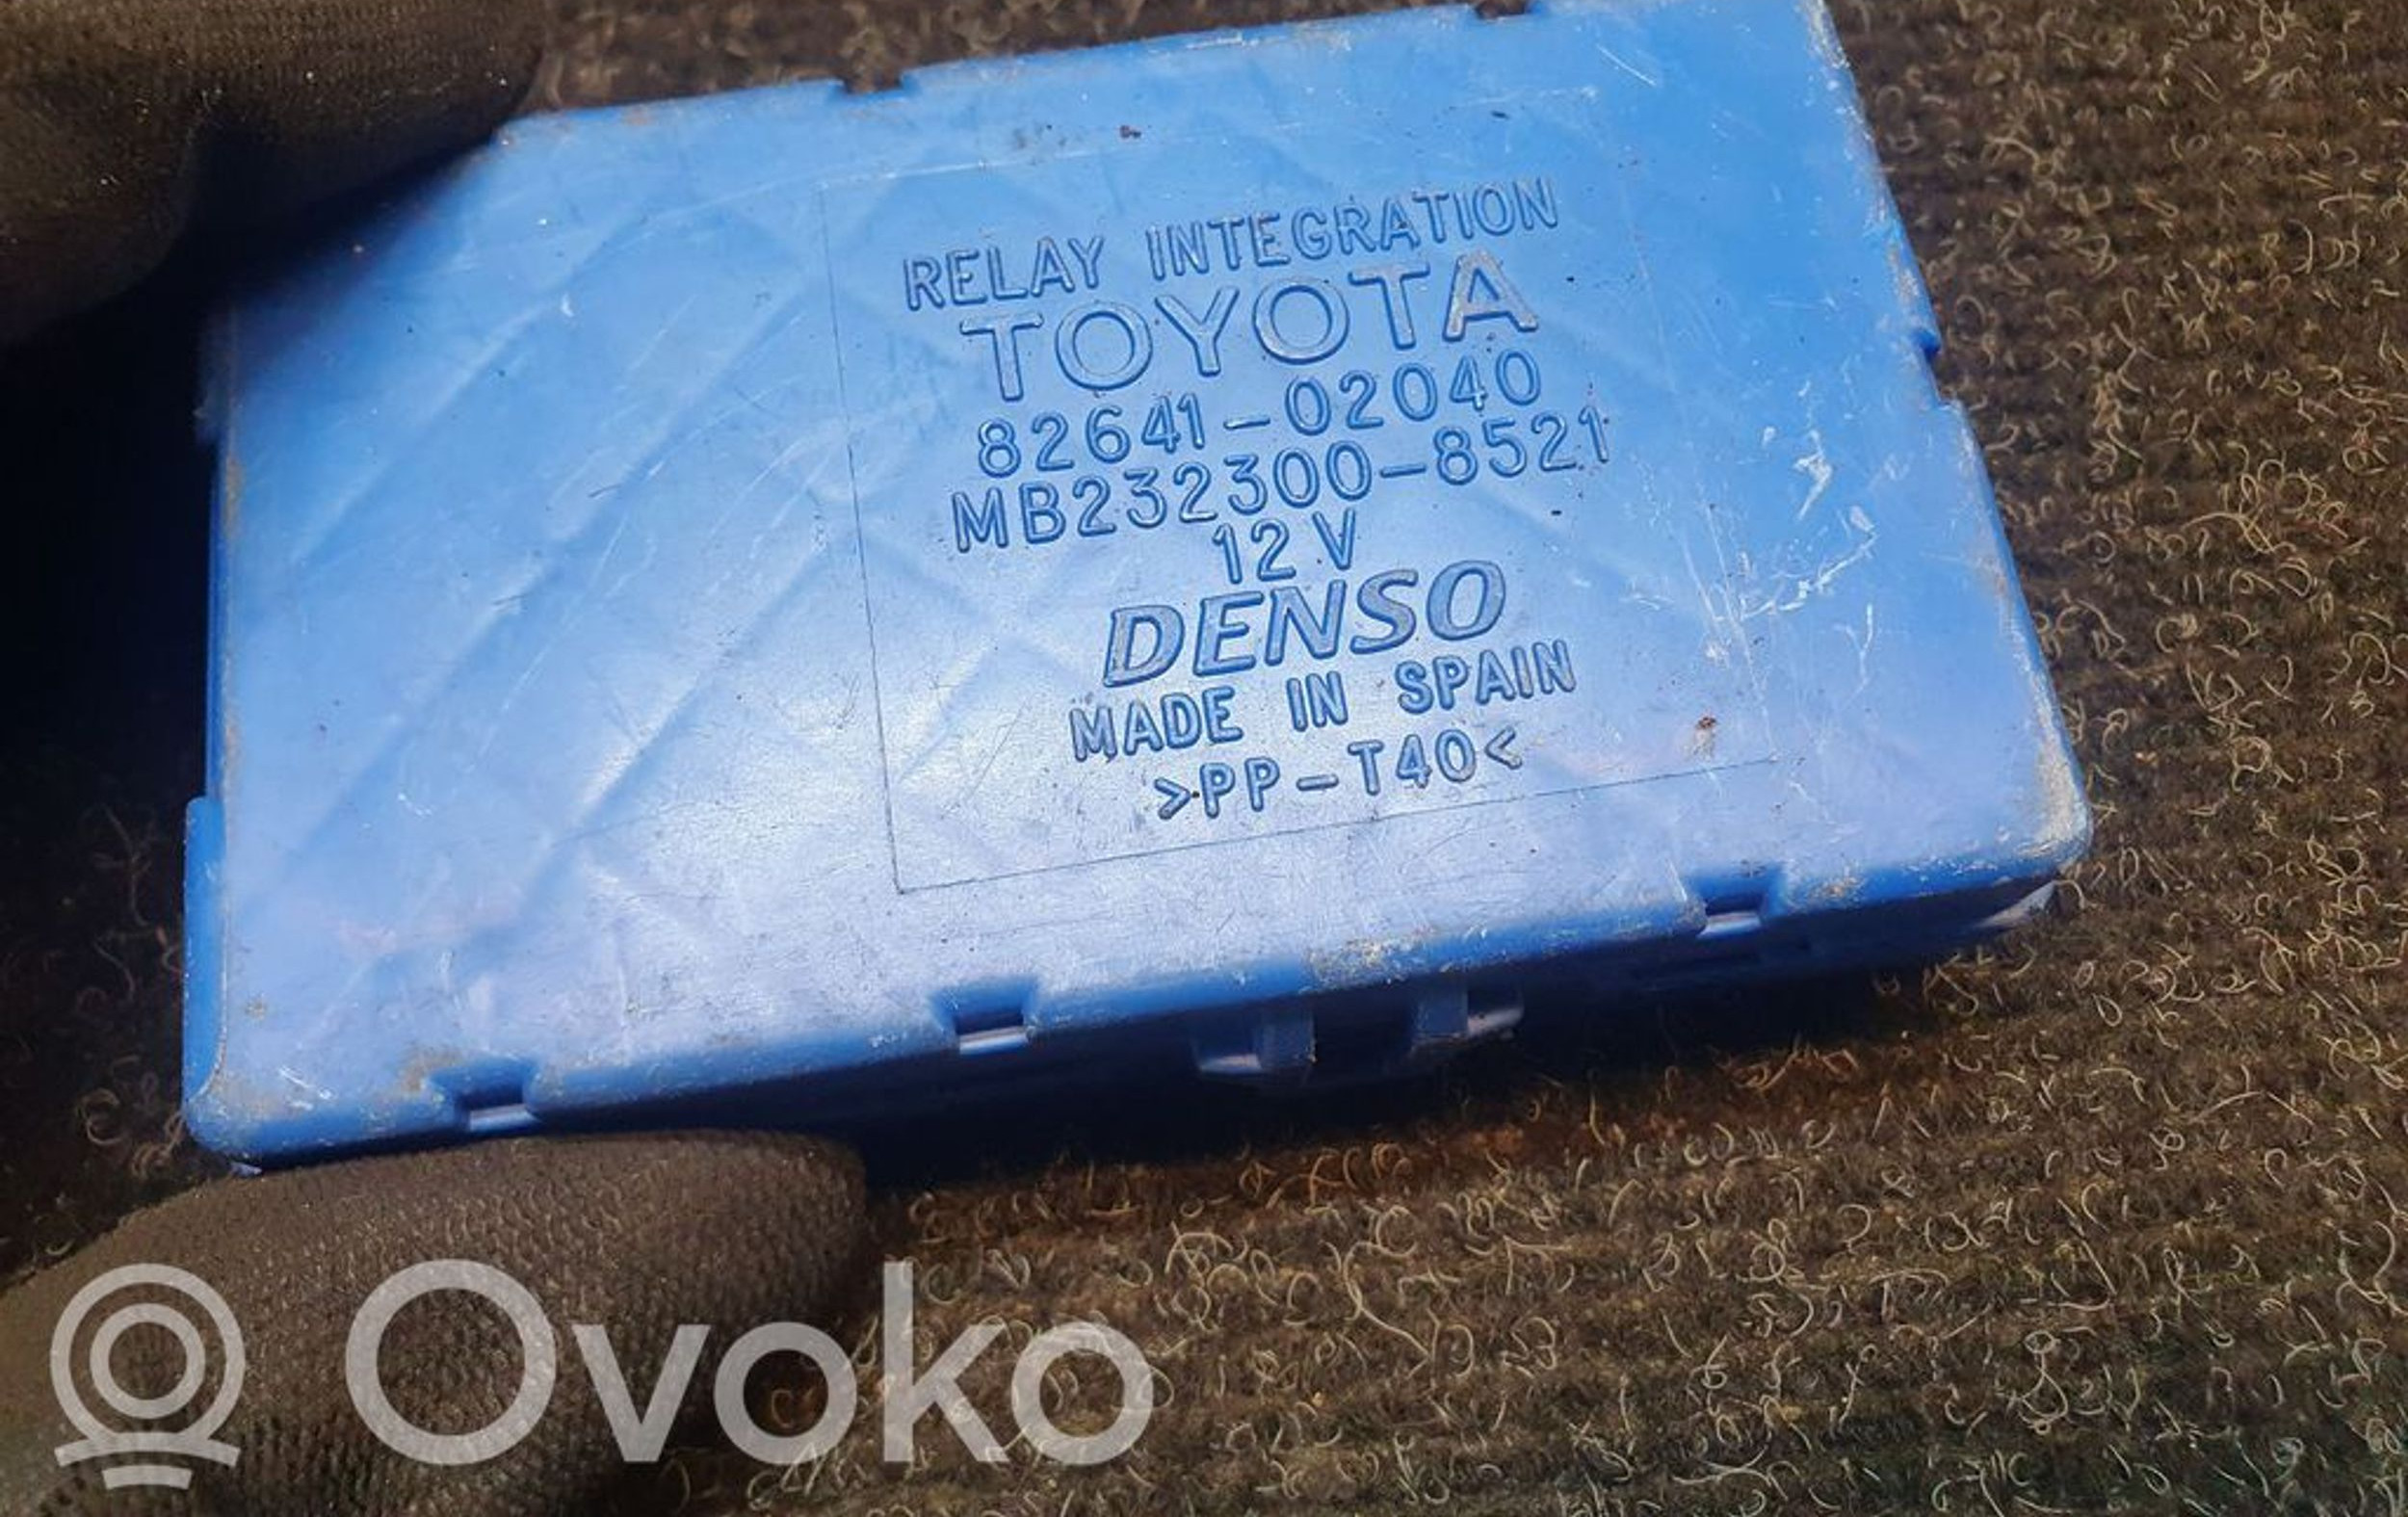 RELAY INTEGRATION
TOYOTA
82641-02040
MB232300-8521
12V
DENSO
MADE IN SPAIN
>PP-T40<
Ovoko